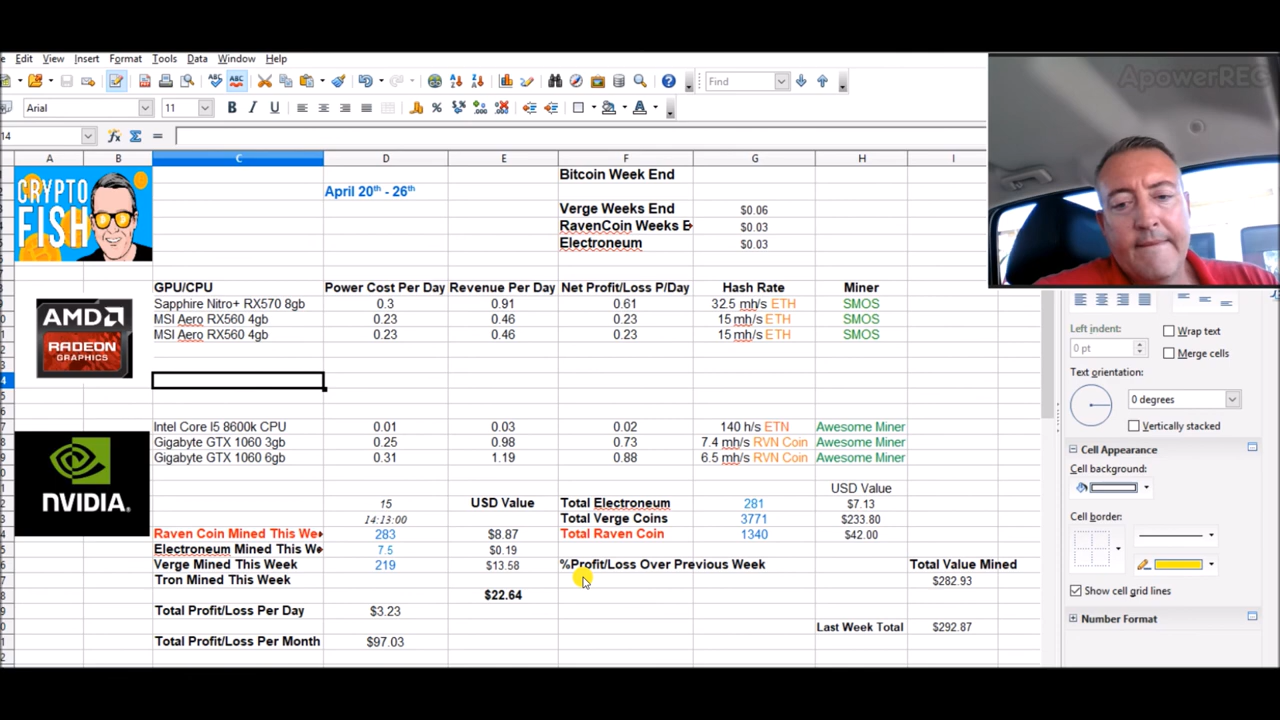 ApowerREC
Edit View Insert Format Tools Data Window Help
Find
Arial 11
14
A B C D E F G H I
CRYPTO
FISH
Bitcoin Week End
April 20th - 26th
Verge Weeks End $0.06
RavenCoin Weeks E $0.03
Electroneum $0.03
GPU/CPU Power Cost Per Day Revenue Per Day Net Profit/Loss P/Day Hash Rate Miner
Sapphire Nitro+ RX570 8gb 0.3 0.91 0.61 32.5 mh/s ETH SMOS
MSI Aero RX560 4gb 0.23 0.46 0.23 15 mh/s ETH SMOS
MSI Aero RX560 4gb 0.23 0.46 0.23 15 mh/s ETH SMOS
AMD
RADEON
GRAPHICS
Intel Core I5 8600k CPU 0.01 0.03 0.02 140 h/s ETN Awesome Miner
Gigabyte GTX 1060 3gb 0.25 0.98 0.73 7.4 mh/s RVN Coin Awesome Miner
Gigabyte GTX 1060 6gb 0.31 1.19 0.88 6.5 mh/s RVN Coin Awesome Miner
NVIDIA
USD Value
15 USD Value Total Electroneum 281 $7.13
14:13:00 Total Verge Coins 3771 $233.80
Raven Coin Mined This We 283 $8.87 Total Raven Coin 1340 $42.00
Electroneum Mined This W 7.5 $0.19
Verge Mined This Week 219 $13.58 %Profit/Loss Over Previous Week Total Value Mined
Tron Mined This Week $282.93
$22.64
Total Profit/Loss Per Day $3.23
Last Week Total $292.87
Total Profit/Loss Per Month $97.03
Left indent: Wrap text
0 pt Merge cells
Text orientation:
0 degrees
Vertically stacked
Cell Appearance
Cell background:
Cell border:
Show cell grid lines
Number Format